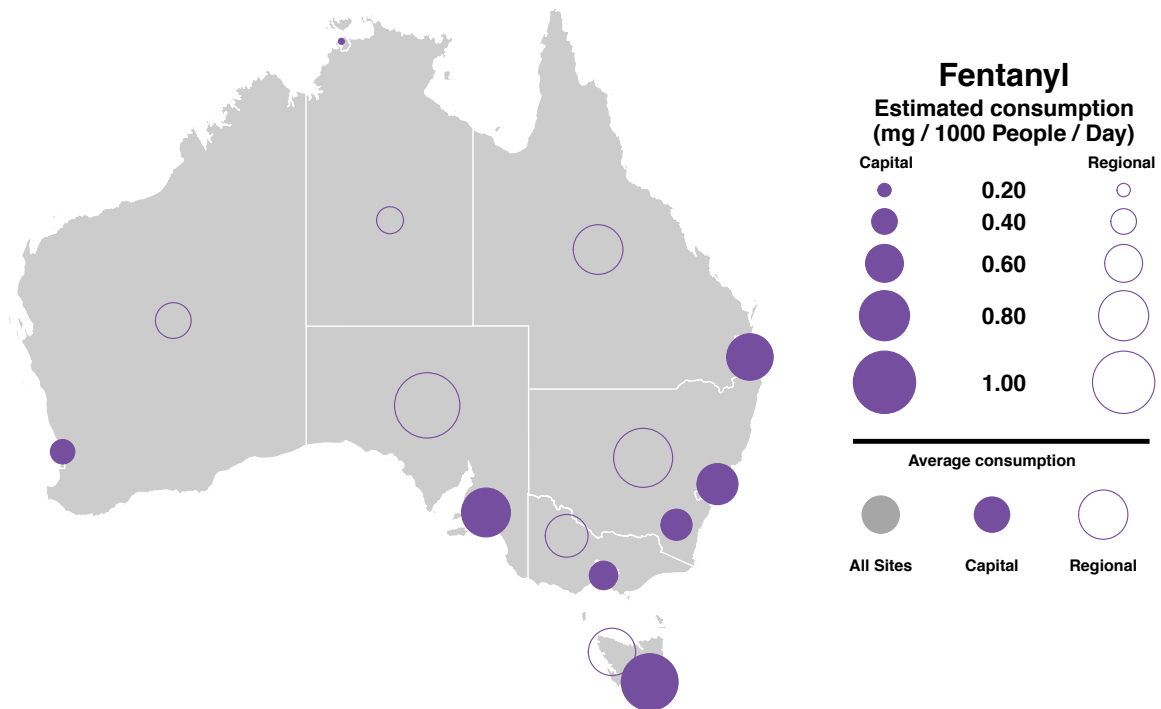 Fentanyl
Estimated consumption
(mg / 1000 People / Day)
Capital Regional
0.20
0.40
0.60
0.80
1.00
Average consumption
All Sites Capital Regional